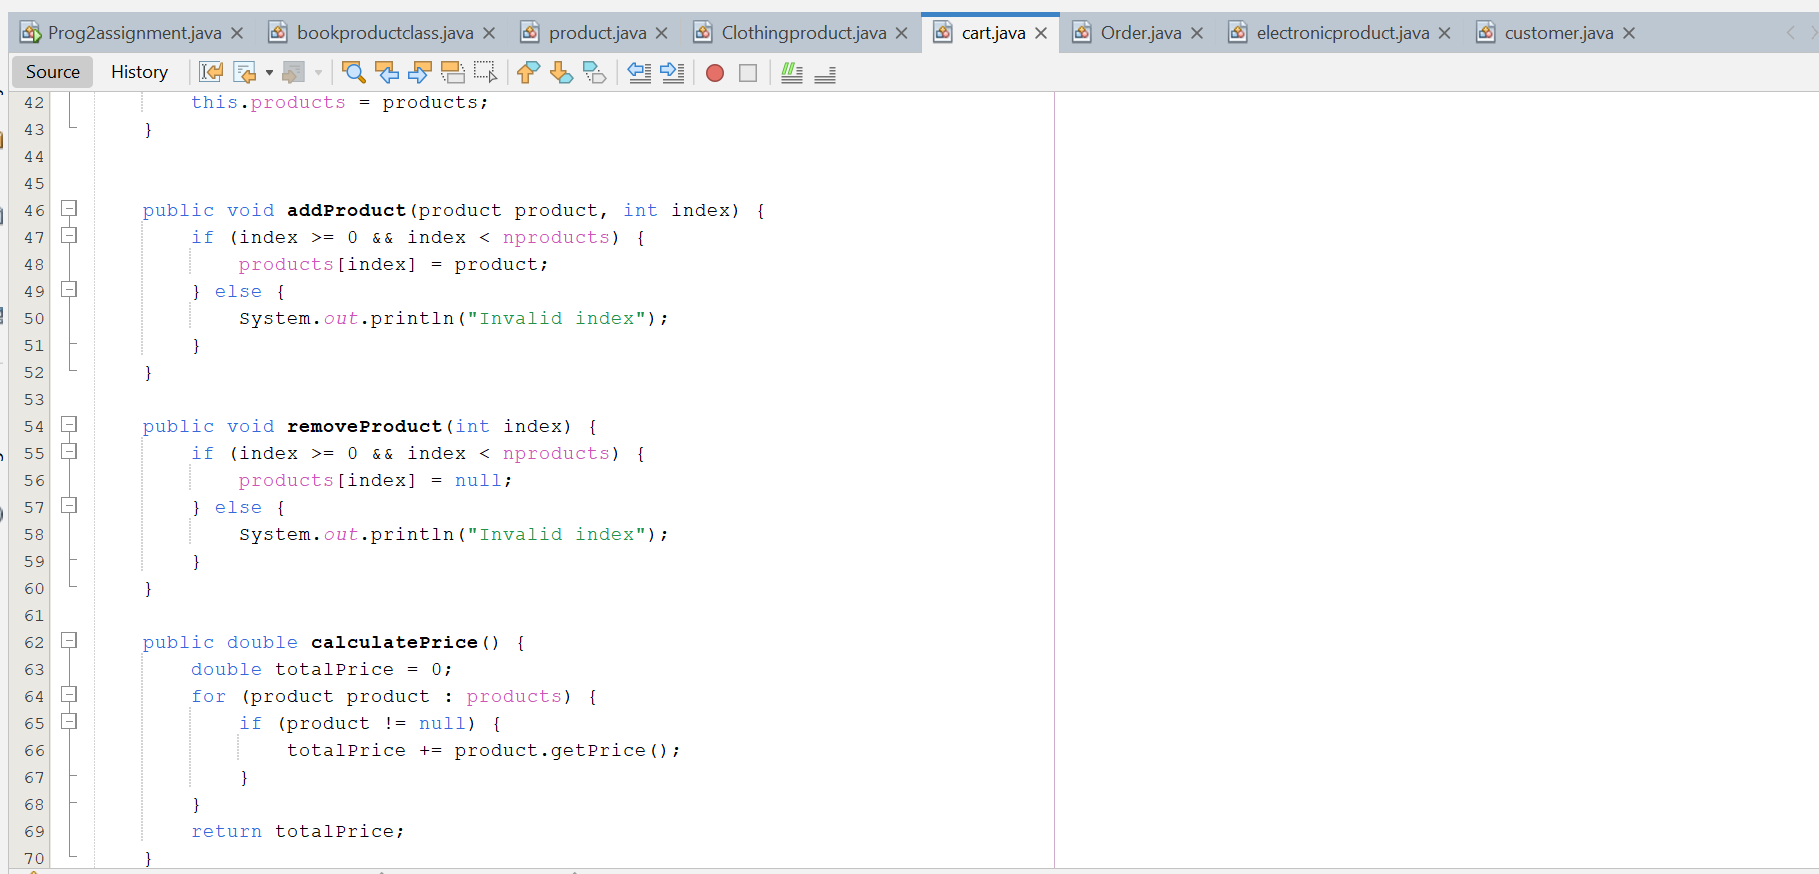 Prog2assignment.java bookproductclass.java product.java Clothingproduct.java cart.java Order.java electronicproduct.java customer.java
Source History
42 this.products = products;
43 }
44
45
46 public void addProduct(product product, int index) {
47 if (index >= 0 && index < nproducts) {
48 products[index] = product;
49 } else {
50 System.out.println("Invalid index");
51 }
52 }
53
54 public void removeProduct(int index) {
55 if (index >= 0 && index < nproducts) {
56 products[index] = null;
57 } else {
58 System.out.println("Invalid index");
59 }
60 }
61
62 public double calculatePrice() {
63 double totalPrice = 0;
64 for (product product : products) {
65 if (product != null) {
66 totalPrice += product.getPrice();
67 }
68 }
69 return totalPrice;
70 }